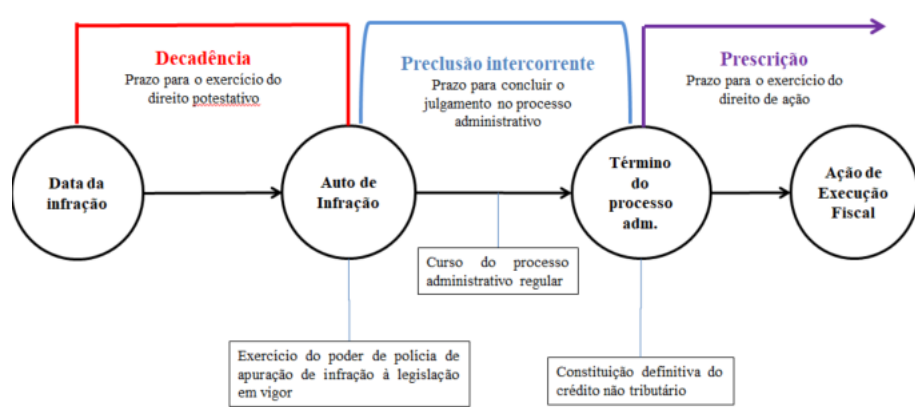 Decadência
Prazo para o exercício do
direito potestativo
Preclusão intercorrente
Prazo para concluir o
julgamento no processo
administrativo
Prescrição
Prazo para o exercício do
direito de ação
Data da
infração
Auto de
Infração
Término
do
processo
adm.
Ação de
Execução
Fiscal
Curso do processo
administrativo regular
Exercício do poder de polícia de
apuração de infração à legislação
em vigor
Constituição definitiva do
crédito não tributário